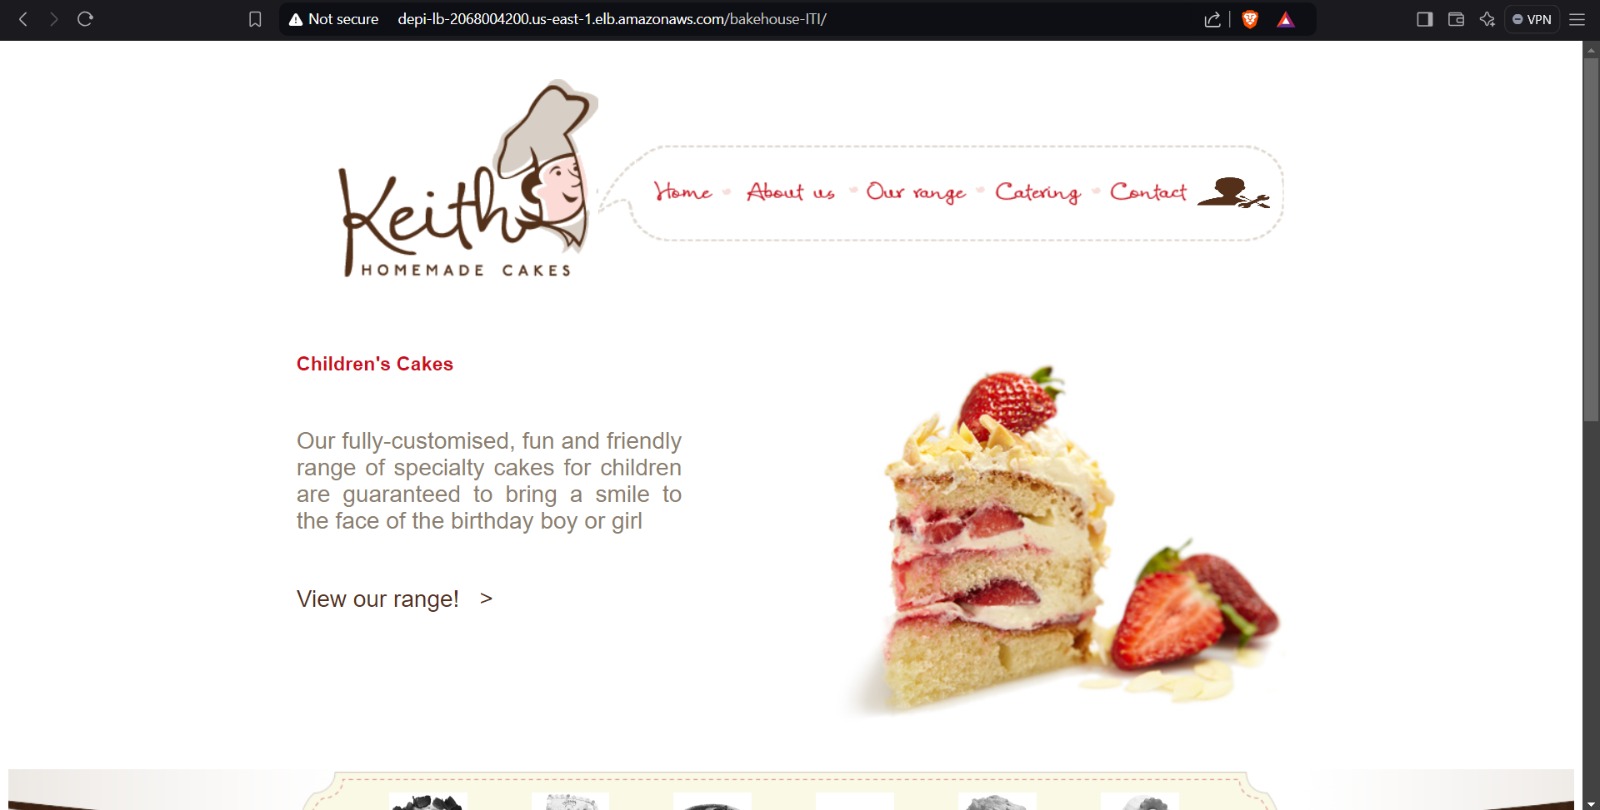 Not secure
depi-lb-2068004200.us-east-1.elb.amazonaws.com/bakehouse-ITI/
VPN
Keith
HOMEMADE CAKES
Home About us Our range Catering Contact
Children's Cakes
Our fully-customised, fun and friendly
range of specialty cakes for children
are guaranteed to bring a smile to
the face of the birthday boy or girl
View our range! >